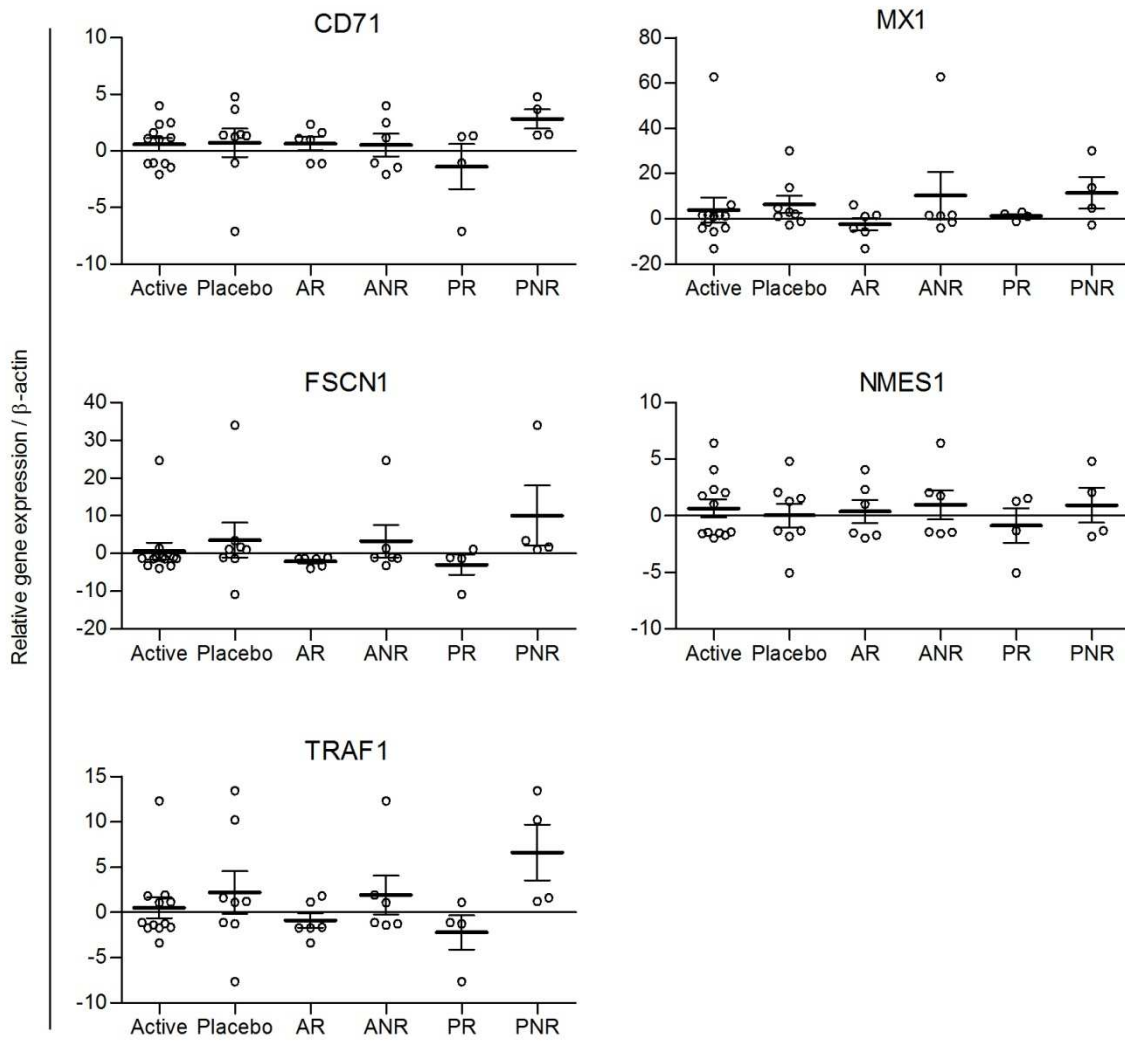 Relative gene expression / β-actin
CD71
10
5
0
-5
-10
Active Placebo AR ANR PR PNR
MX1
80
60
40
20
0
-20
Active Placebo AR ANR PR PNR
FSCN1
40
30
20
10
0
-10
-20
Active Placebo AR ANR PR PNR
NMES1
10
5
0
-5
-10
Active Placebo AR ANR PR PNR
TRAF1
15
10
5
0
-5
-10
Active Placebo AR ANR PR PNR